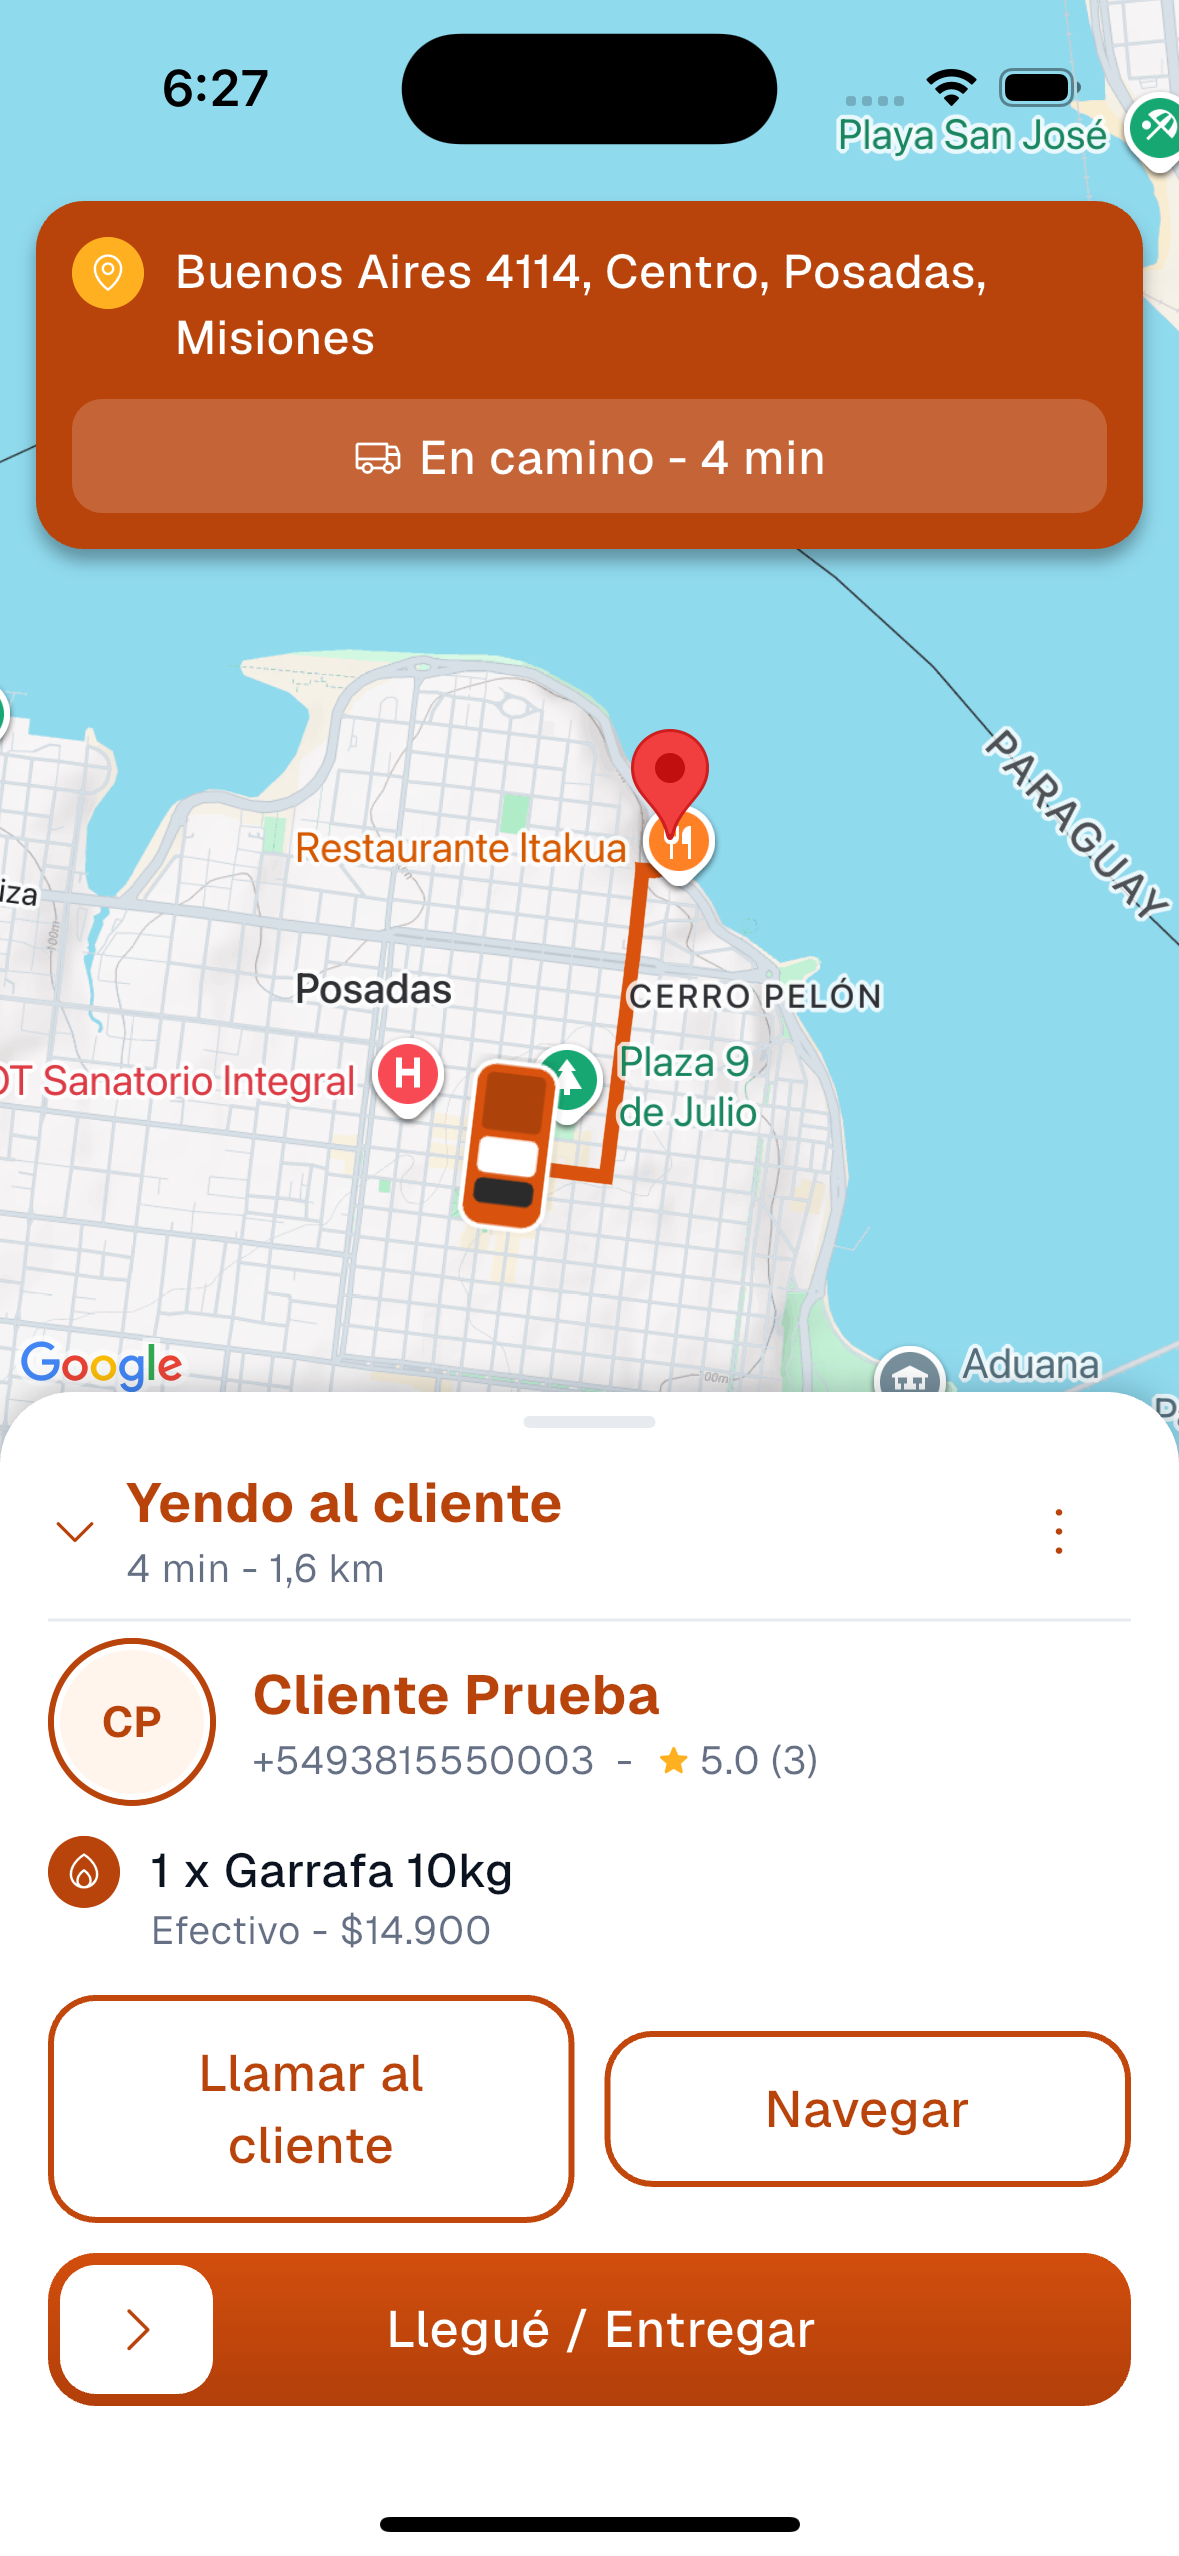 6:27
Playa San José
Buenos Aires 4114, Centro, Posadas,
Misiones
En camino - 4 min
PARAGUAY
Restaurante Itakua
iza
100m
Posadas
CERRO PELÓN
Plaza 9
de Julio
H
OT Sanatorio Integral
Google
00m
Aduana
Yendo al cliente
4 min - 1,6 km
CP
Cliente Prueba
+5493815550003 - 5.0 (3)
1 x Garrafa 10kg
Efectivo - $14.900
Llamar al
cliente
Navegar
Llegué / Entregar